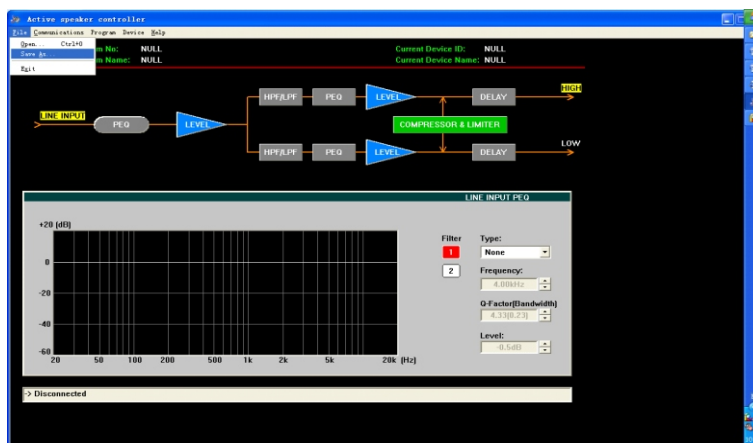 Active speaker controller
File Communications Program Device Help
Open... Ctrl+O
Save As...
Exit
m No: NULL
m Name: NULL
Current Device ID: NULL
Current Device Name: NULL
LINE INPUT
PEQ
LEVEL
HPF/LPF PEQ LEVEL DELAY HIGH
COMPRESSOR & LIMITER
HPF/LPF PEQ LEVEL DELAY LOW
LINE INPUT PEQ
+20 (dB)
0
-20
-40
-60
20 50 100 200 500 1k 2k 5k 20k (Hz)
Filter
1
2
Type:
None
Frequency:
4.00kHz
Q-Factor(Bandwidth)
4.33(0.23)
Level:
-0.5dB
-> Disconnected